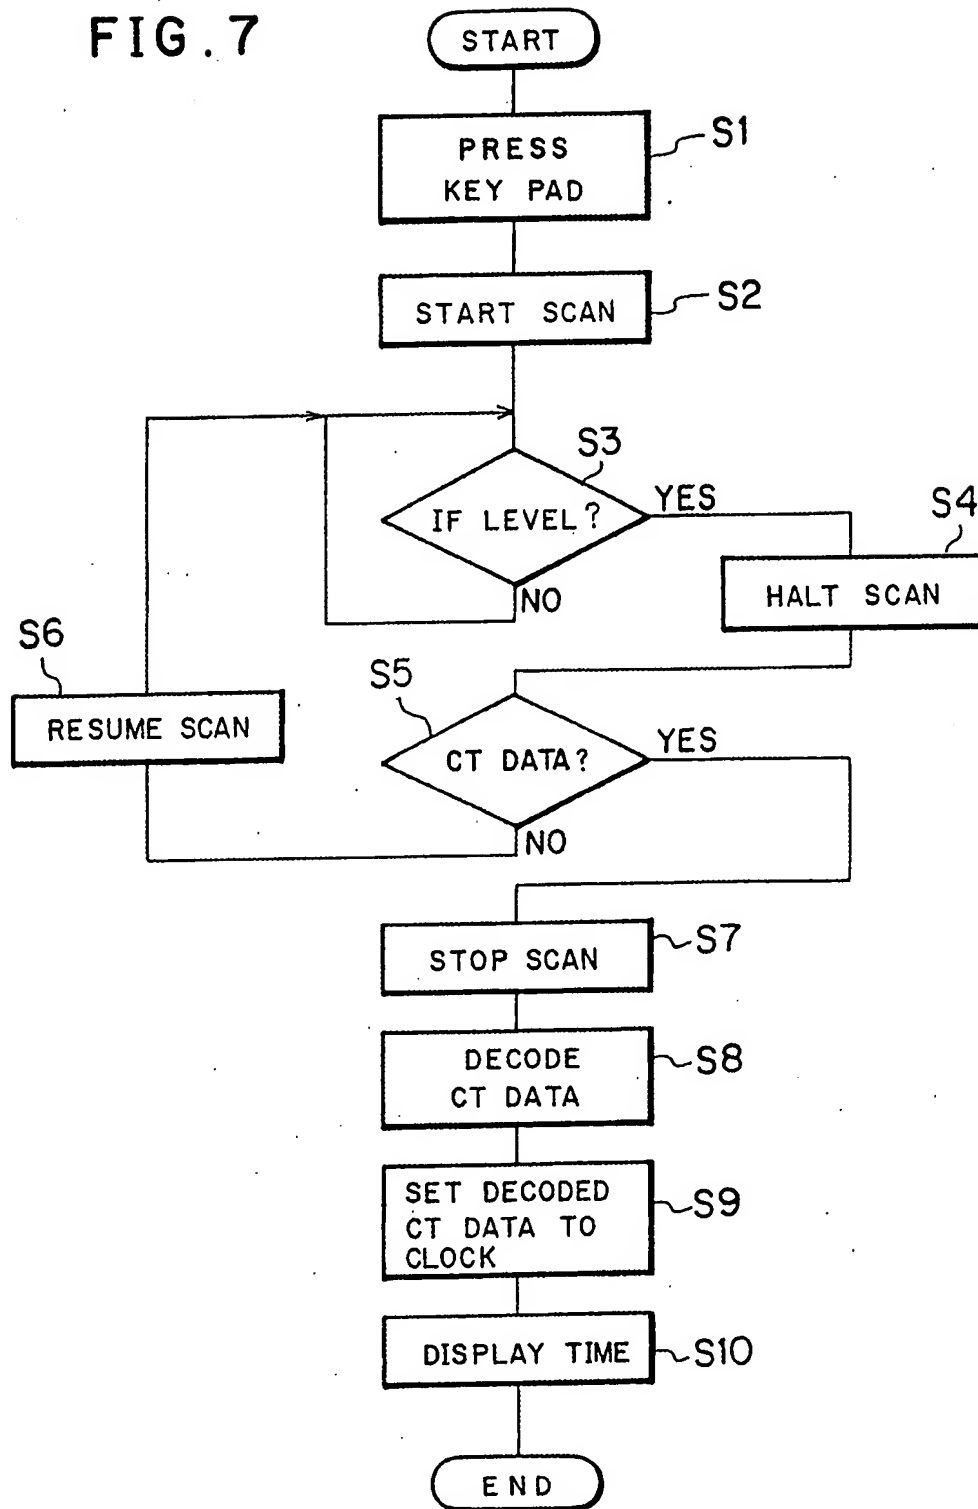 FIG. 7
START
PRESS
KEY PAD
S1
START SCAN
S2
S3
IF LEVEL?
YES
NO
S4
HALT SCAN
S6
RESUME SCAN
S5
CT DATA?
YES
NO
STOP SCAN
S7
DECODE
CT DATA
S8
SET DECODED
CT DATA TO
CLOCK
S9
DISPLAY TIME
S10
END